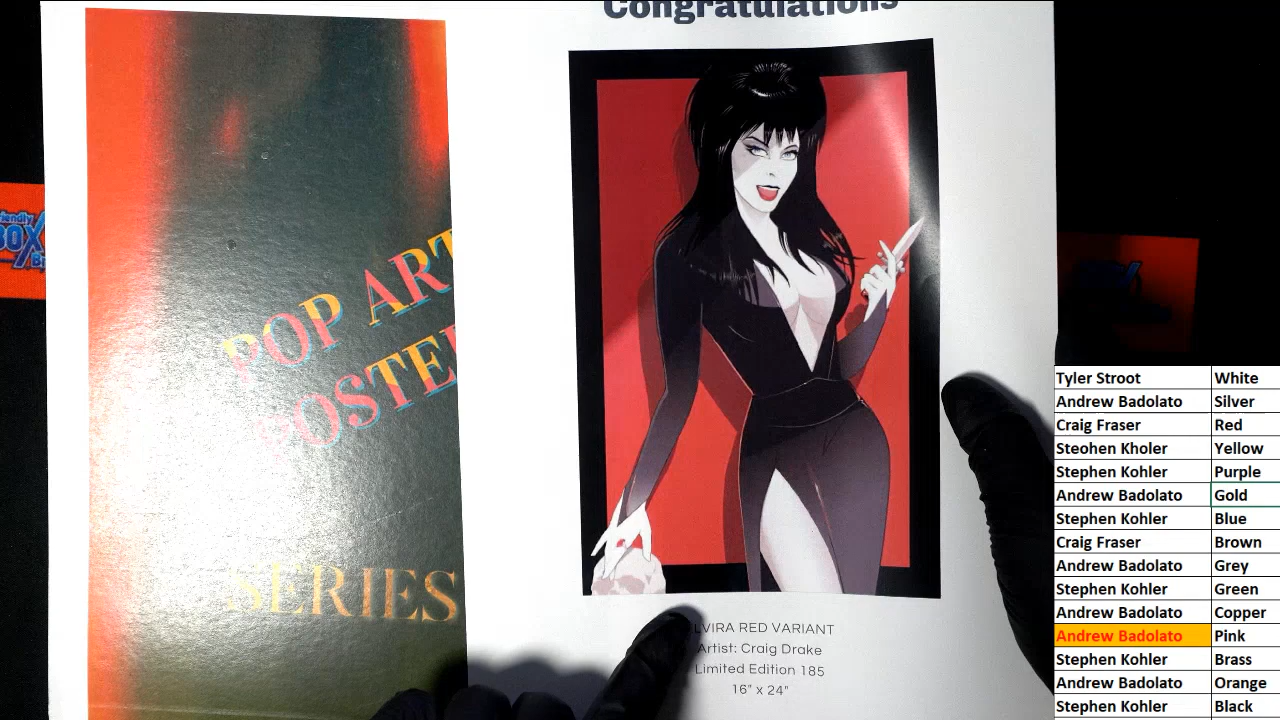 Congratulations
POP ART
POSTE
SERIES
LVIRA RED VARIANT
Artist: Craig Drake
Limited Edition 185
16" x 24"
iendly
BOX
B
Tyler Stroot White
Andrew Badolato Silver
Craig Fraser Red
Steohen Kholer Yellow
Stephen Kohler Purple
Andrew Badolato Gold
Stephen Kohler Blue
Craig Fraser Brown
Andrew Badolato Grey
Stephen Kohler Green
Andrew Badolato Copper
Andrew Badolato Pink
Stephen Kohler Brass
Andrew Badolato Orange
Stephen Kohler Black